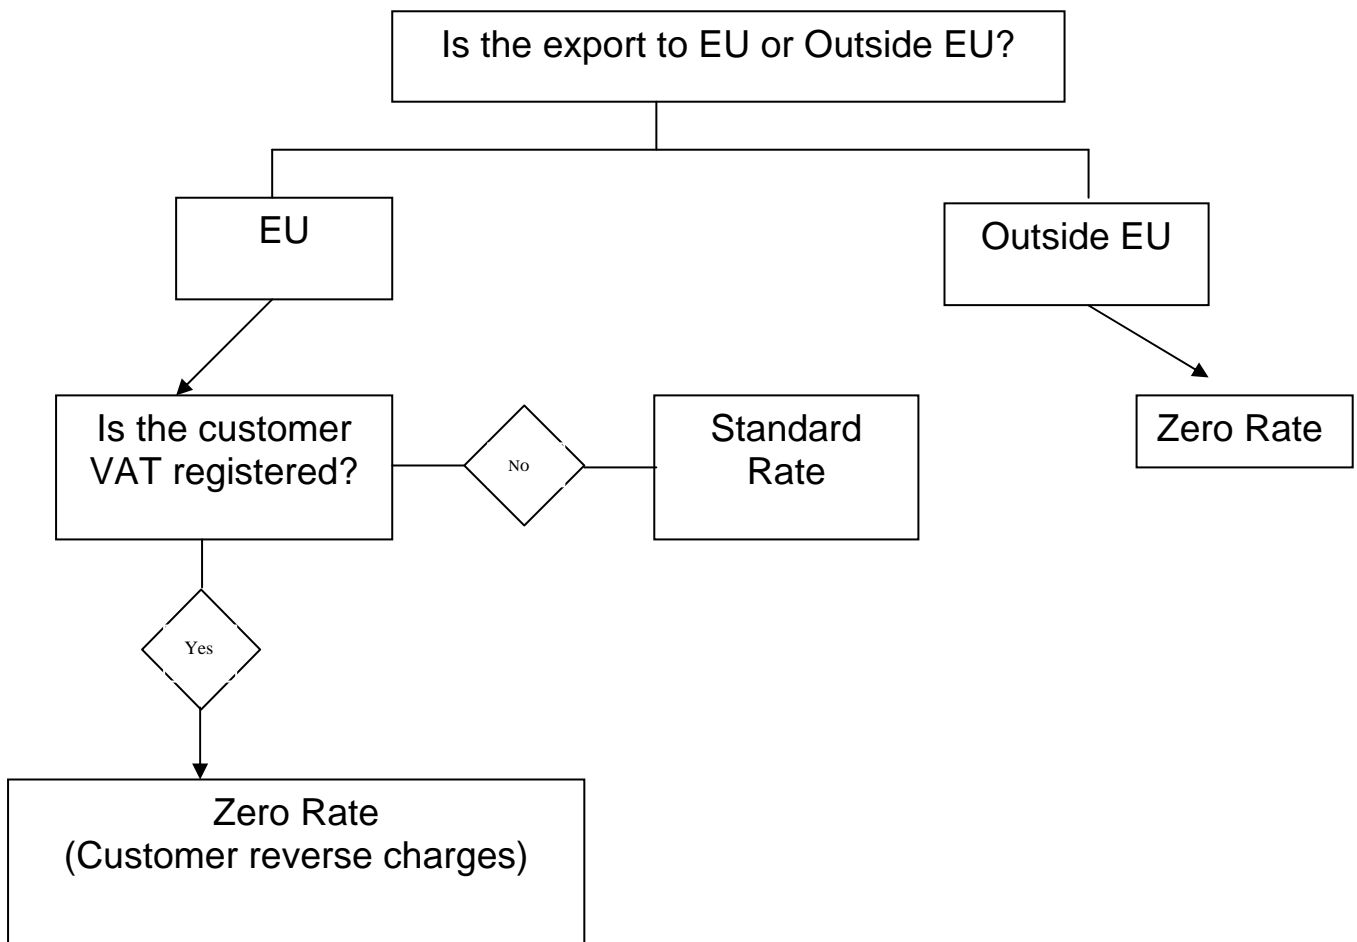 Is the export to EU or Outside EU?
EU
Outside EU
Is the customer
VAT registered?
No
Standard
Rate
Zero Rate
Yes
Zero Rate
(Customer reverse charges)